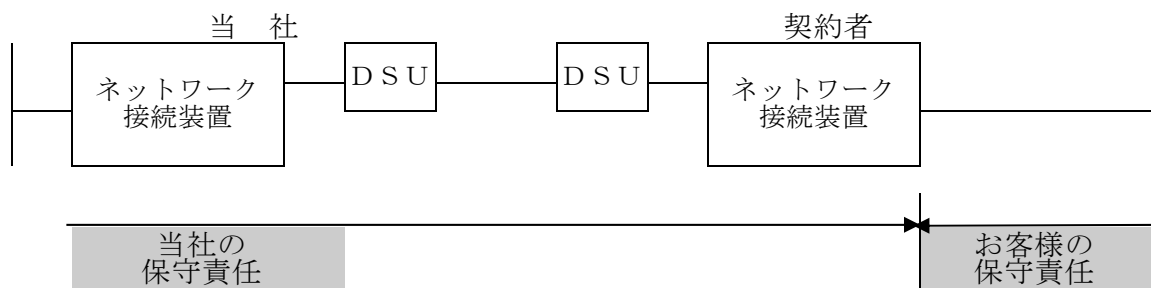 当　社
契約者
ネットワーク
接続装置
ＤＳＵ
ＤＳＵ
ネットワーク
接続装置
当社の
保守責任
お客様の
保守責任